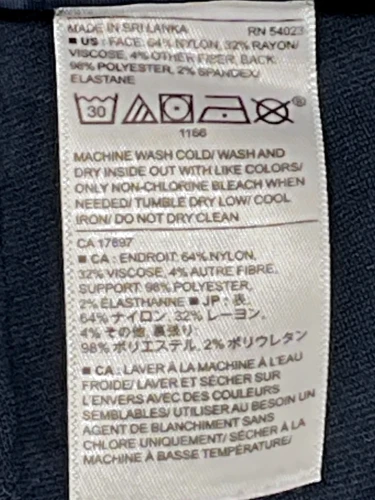 MADE IN SRI LANKA RN 54023
■ US : FACE: 64% NYLON, 32% RAYON/
VISCOSE, 4% OTHER FIBER, BACK:
98% POLYESTER, 2% SPANDEX/
ELASTANE
30 ®
1166
MACHINE WASH COLD/ WASH AND
DRY INSIDE OUT WITH LIKE COLORS/
ONLY NON-CHLORINE BLEACH WHEN
NEEDED/ TUMBLE DRY LOW/ COOL
IRON/ DO NOT DRY CLEAN
CA 17897
■ CA : ENDROIT: 64% NYLON,
32% VISCOSE, 4% AUTRE FIBRE,
SUPPORT: 98% POLYESTER,
2% ÉLASTHANNE ■ JP : 表:
64% ナイロン, 32% レーヨン,
4% その他, 裏張り:
98% ポリエステル, 2% ポリウレタン
■ CA : LAVER À LA MACHINE À L'EAU
FROIDE/ LAVER ET SÉCHER SUR
L'ENVERS AVEC DES COULEURS
SEMBLABLES/ UTILISER AU BESOIN UN
AGENT DE BLANCHIMENT SANS
CHLORE UNIQUEMENT/ SÉCHER À LA
MACHINE À BASSE TEMPÉRATURE/